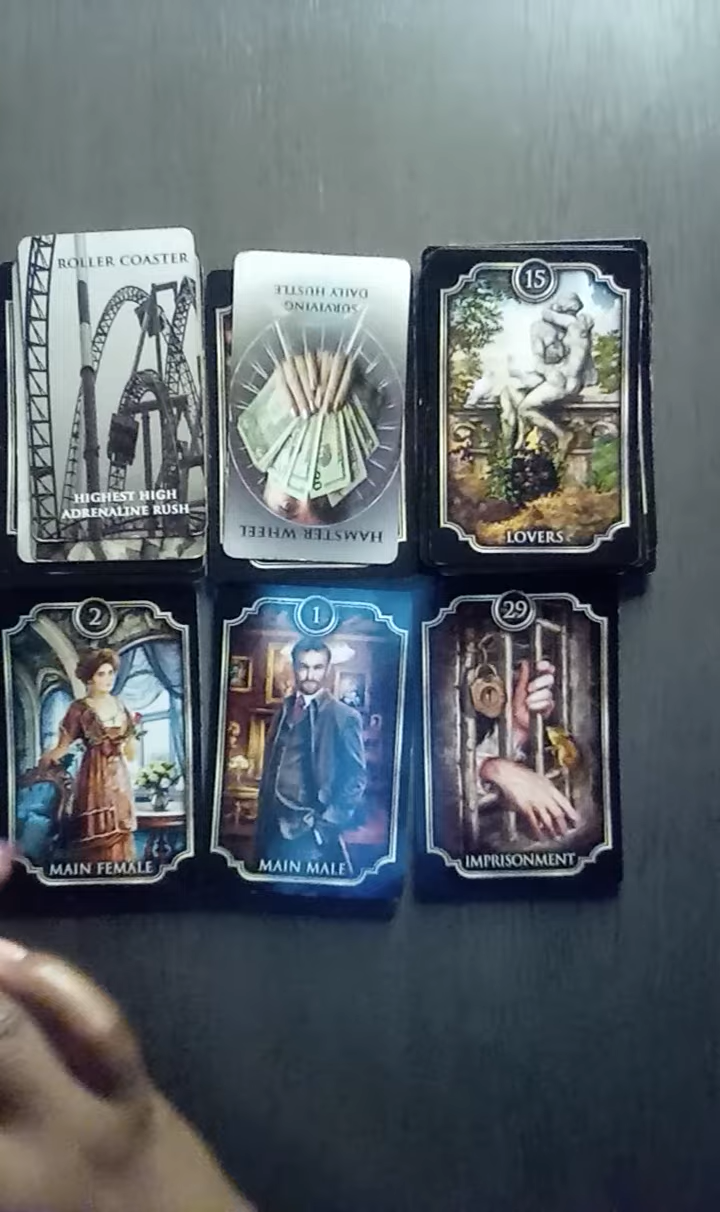 ROLLER COASTER
HIGHEST HIGH
ADRENALINE RUSH
HAMSTER WHEEL
SURVIVING
DAILY HUSTLE
15
LOVERS
2
MAIN FEMALE
1
MAIN MALE
29
IMPRISONMENT